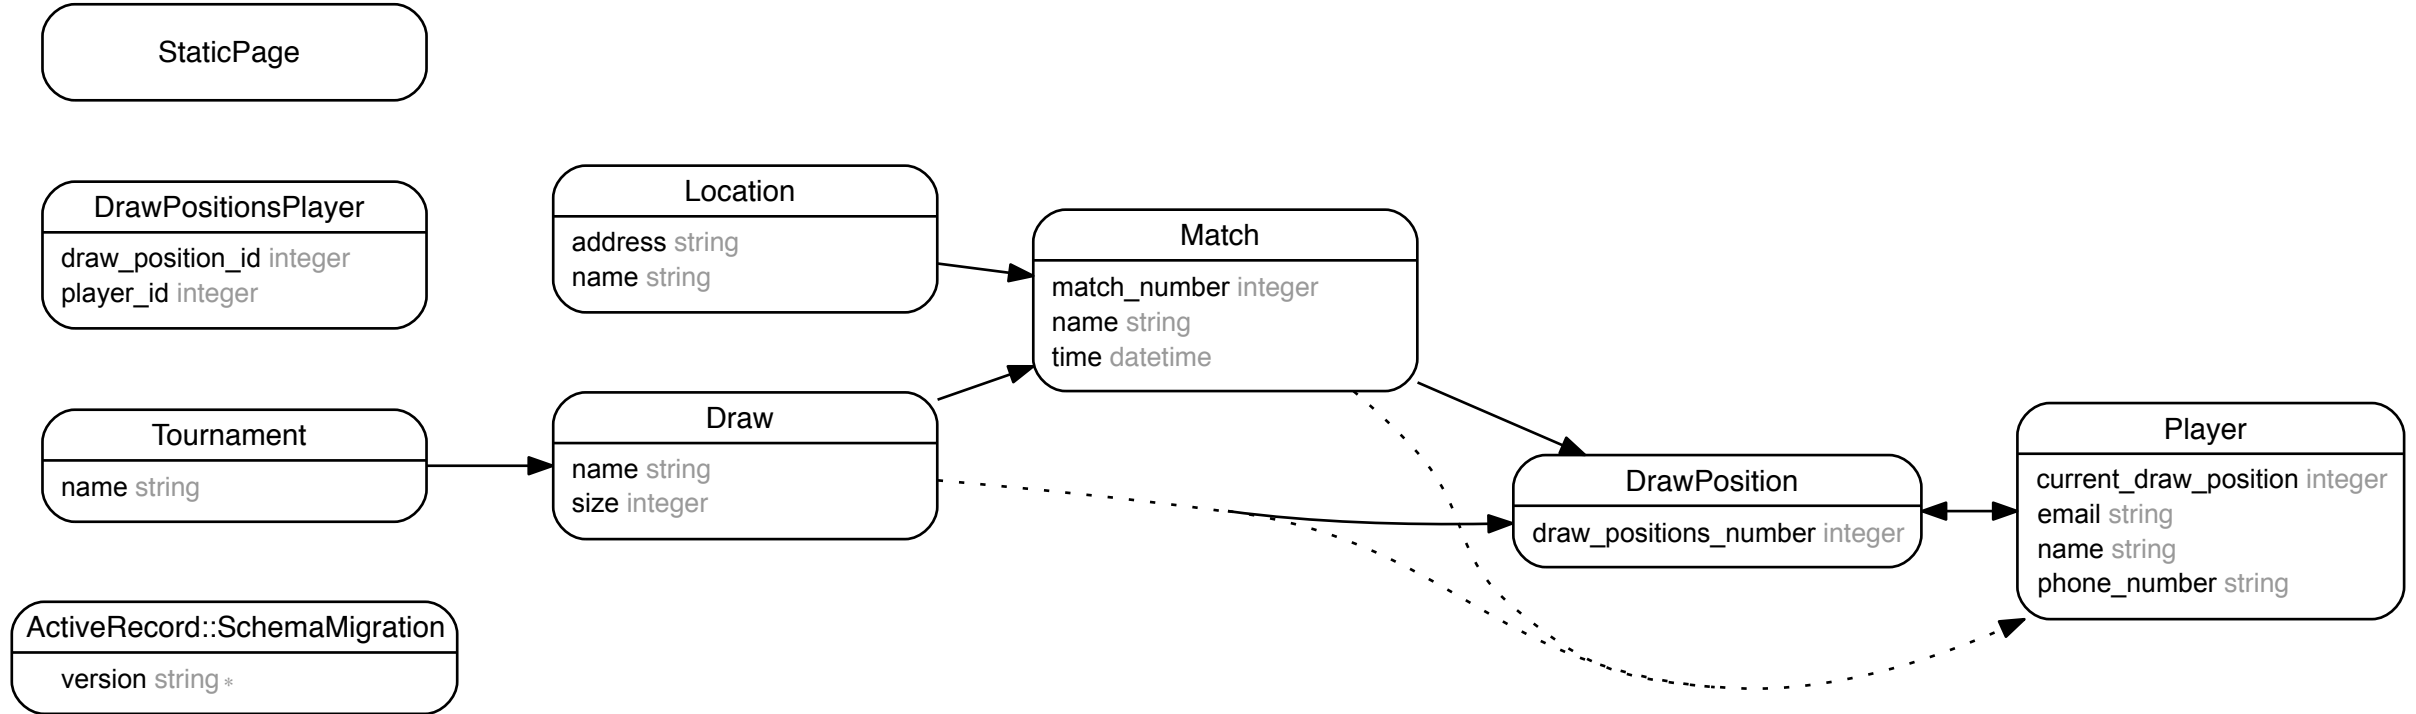 StaticPage
DrawPositionsPlayer
draw_position_id integer
player_id integer
Tournament
name string
ActiveRecord::SchemaMigration
version string *
Location
address string
name string
Draw
name string
size integer
Match
match_number integer
name string
time datetime
DrawPosition
draw_positions_number integer
Player
current_draw_position integer
email string
name string
phone_number string